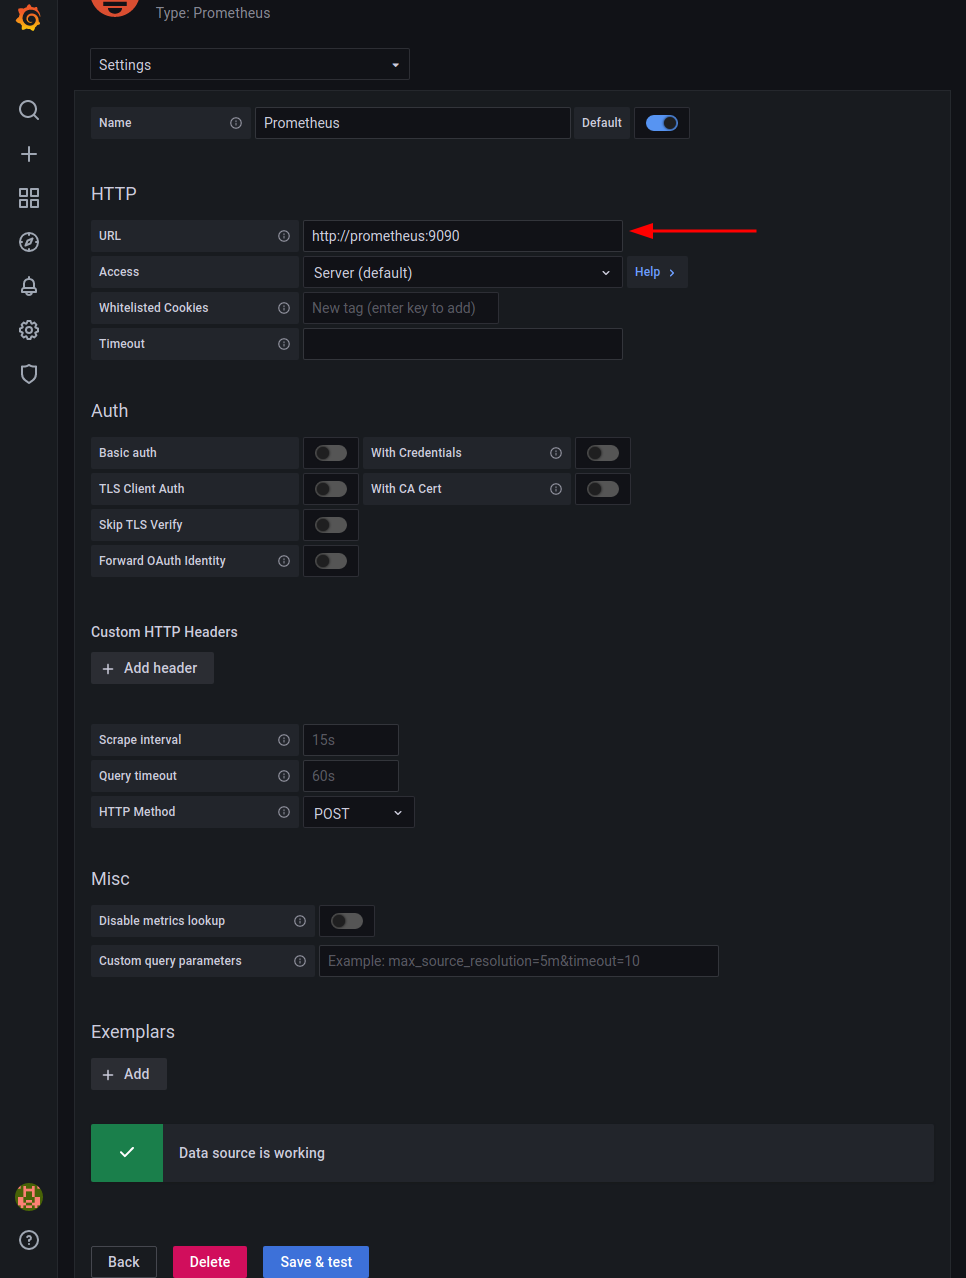 Type: Prometheus
Settings
Name Prometheus Default
HTTP
URL http://prometheus:9090
Access Server (default) Help
Whitelisted Cookies New tag (enter key to add)
Timeout
Auth
Basic auth With Credentials
TLS Client Auth With CA Cert
Skip TLS Verify
Forward OAuth Identity
Custom HTTP Headers
+ Add header
Scrape interval 15s
Query timeout 60s
HTTP Method POST
Misc
Disable metrics lookup
Custom query parameters Example: max_source_resolution=5m&timeout=10
Exemplars
+ Add
Data source is working
Back Delete Save & test